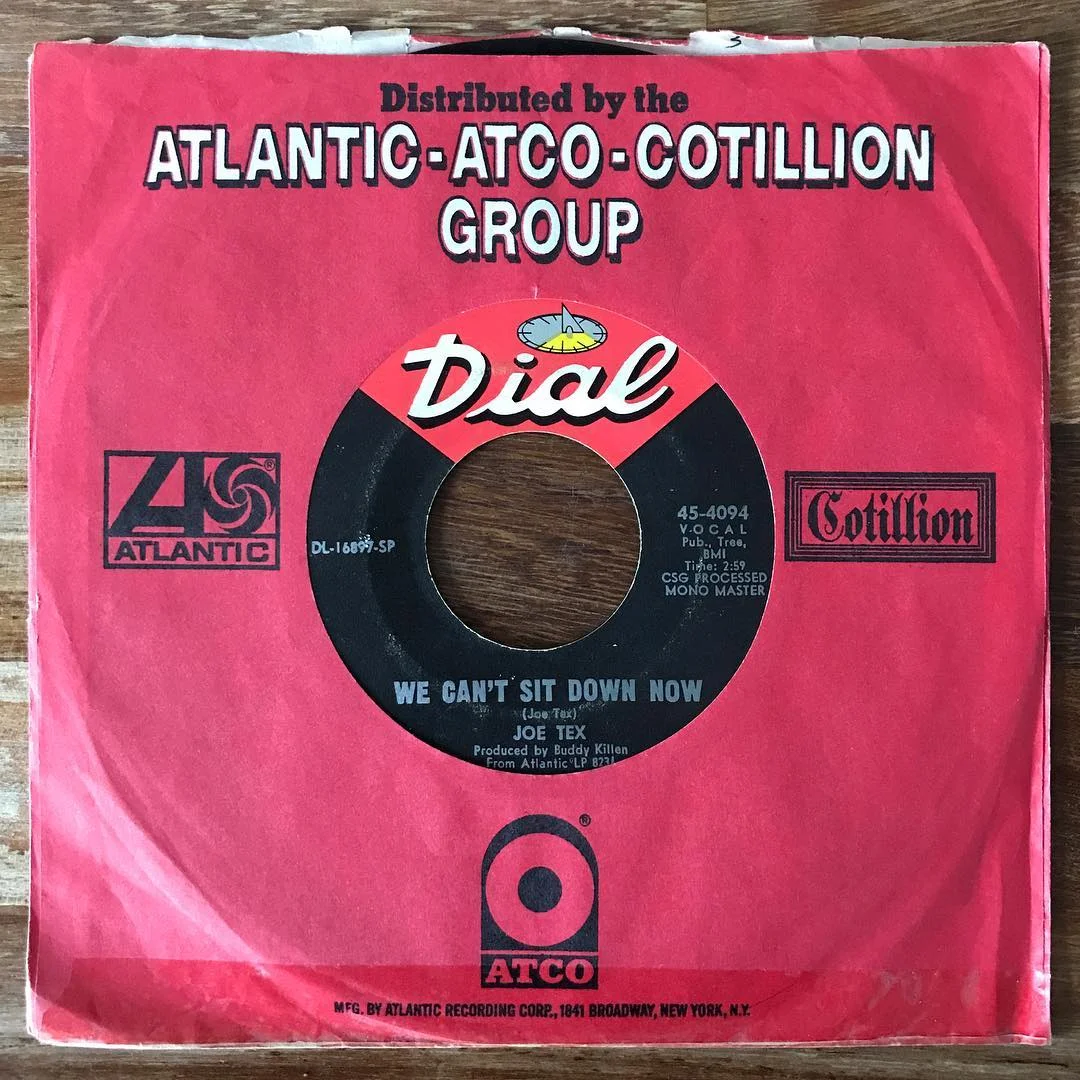 Distributed by the
ATLANTIC-ATCO-COTILLION
GROUP
Dial
ATLANTIC
®
Cotillion
DL-16897-SP
45-4094
VOCAL
Pub., Tree,
BMI
Time: 2:59
CSG PROCESSED
MONO MASTER
WE CAN'T SIT DOWN NOW
(Joe Tex)
JOE TEX
Produced by Buddy Killen
From Atlantic LP 8231
®
ATCO
MFG. BY ATLANTIC RECORDING CORP., 1841 BROADWAY, NEW YORK, N.Y.